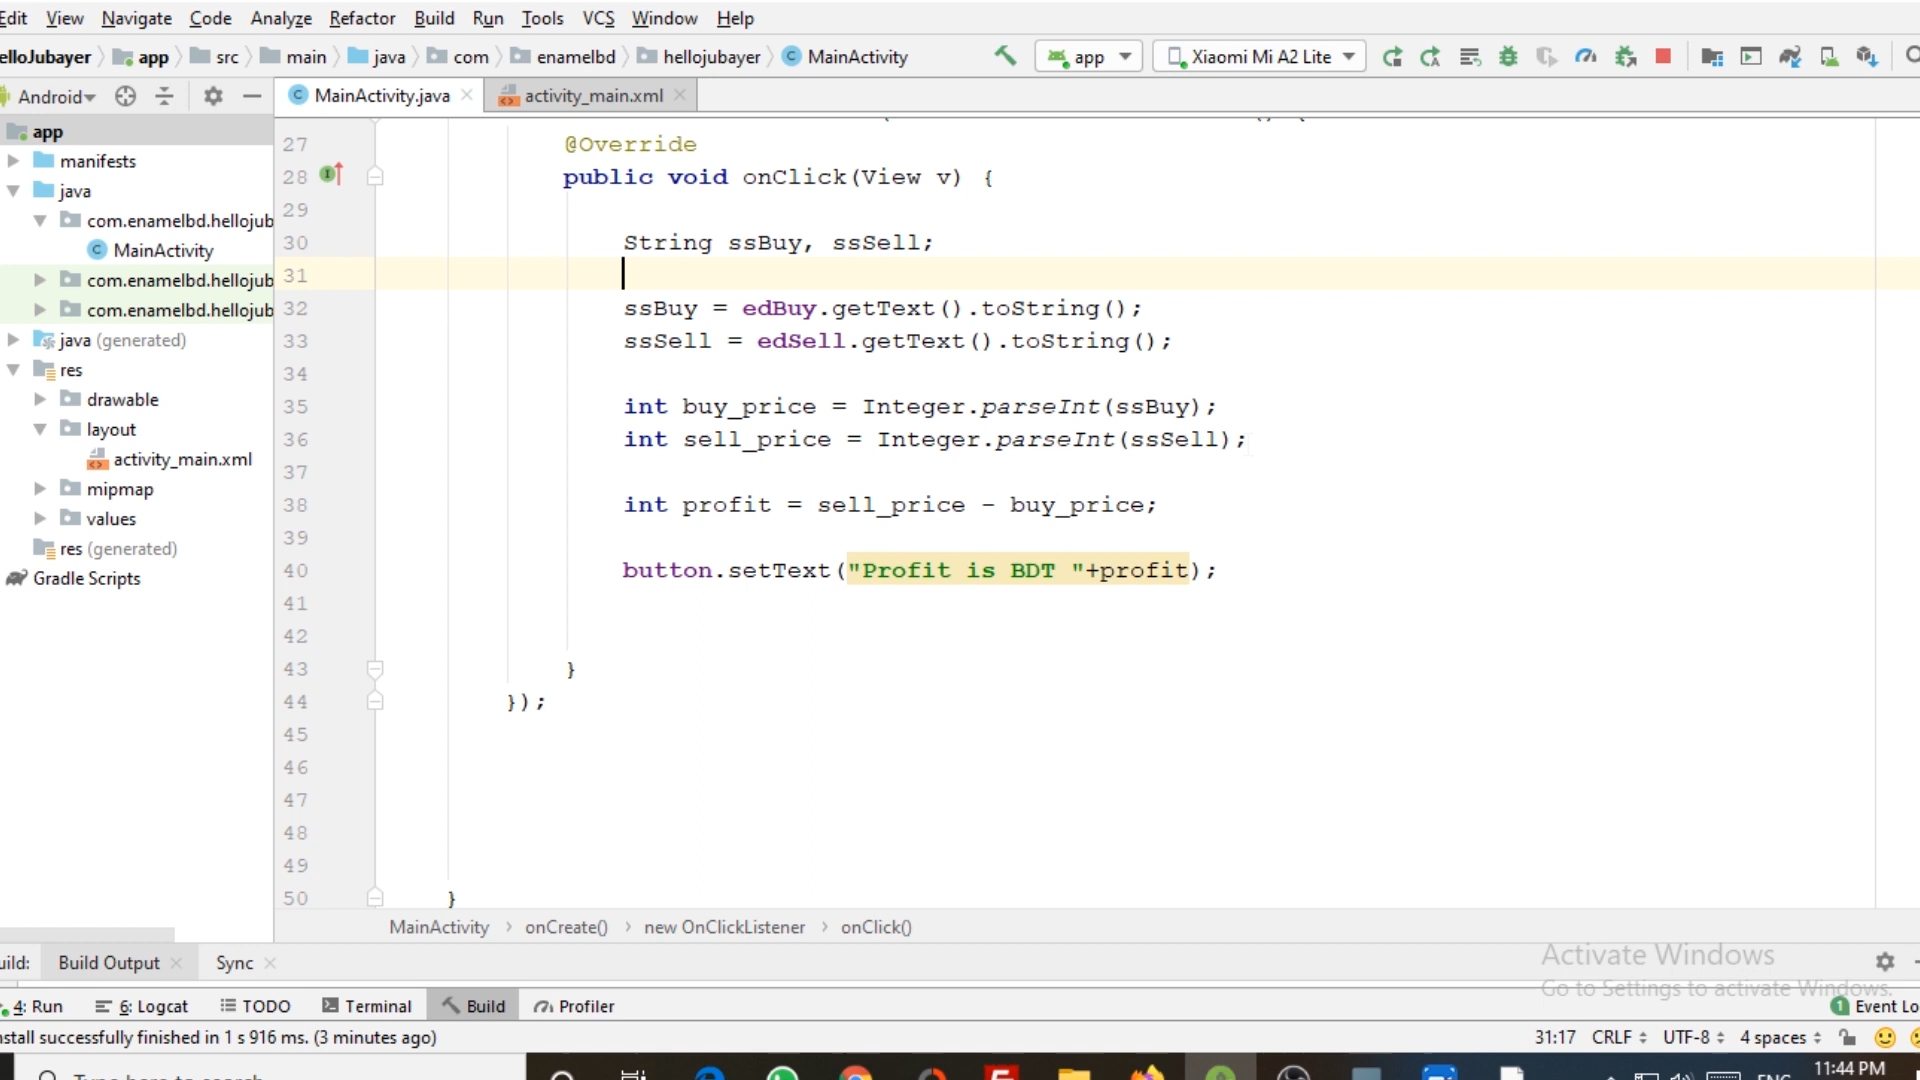 Edit View Navigate Code Analyze Refactor Build Run Tools VCS Window Help
elloJubayer app src main java com enamelbd hellojubayer MainActivity app Xiaomi Mi A2 Lite
Android MainActivity.java activity_main.xml
app
manifests
java
com.enamelbd.hellojub
MainActivity
com.enamelbd.hellojub
com.enamelbd.hellojub
java (generated)
res
drawable
layout
activity_main.xml
mipmap
values
res (generated)
Gradle Scripts
27 @Override
28 public void onClick(View v) {
29
30 String ssBuy, ssSell;
31
32 ssBuy = edBuy.getText().toString();
33 ssSell = edSell.getText().toString();
34
35 int buy_price = Integer.parseInt(ssBuy);
36 int sell_price = Integer.parseInt(ssSell);
37
38 int profit = sell_price - buy_price;
39
40 button.setText("Profit is BDT "+profit);
41
42
43 }
44 });
45
46
47
48
49
50 }
MainActivity onCreate() new OnClickListener onClick()
Activate Windows
Go to Settings to activate Windows.
uild: Build Output Sync
4: Run 6: Logcat TODO Terminal Build Profiler 1 Event Lo
nstall successfully finished in 1 s 916 ms. (3 minutes ago) 31:17 CRLF UTF-8 4 spaces
Type here to search ENG 11:44 PM